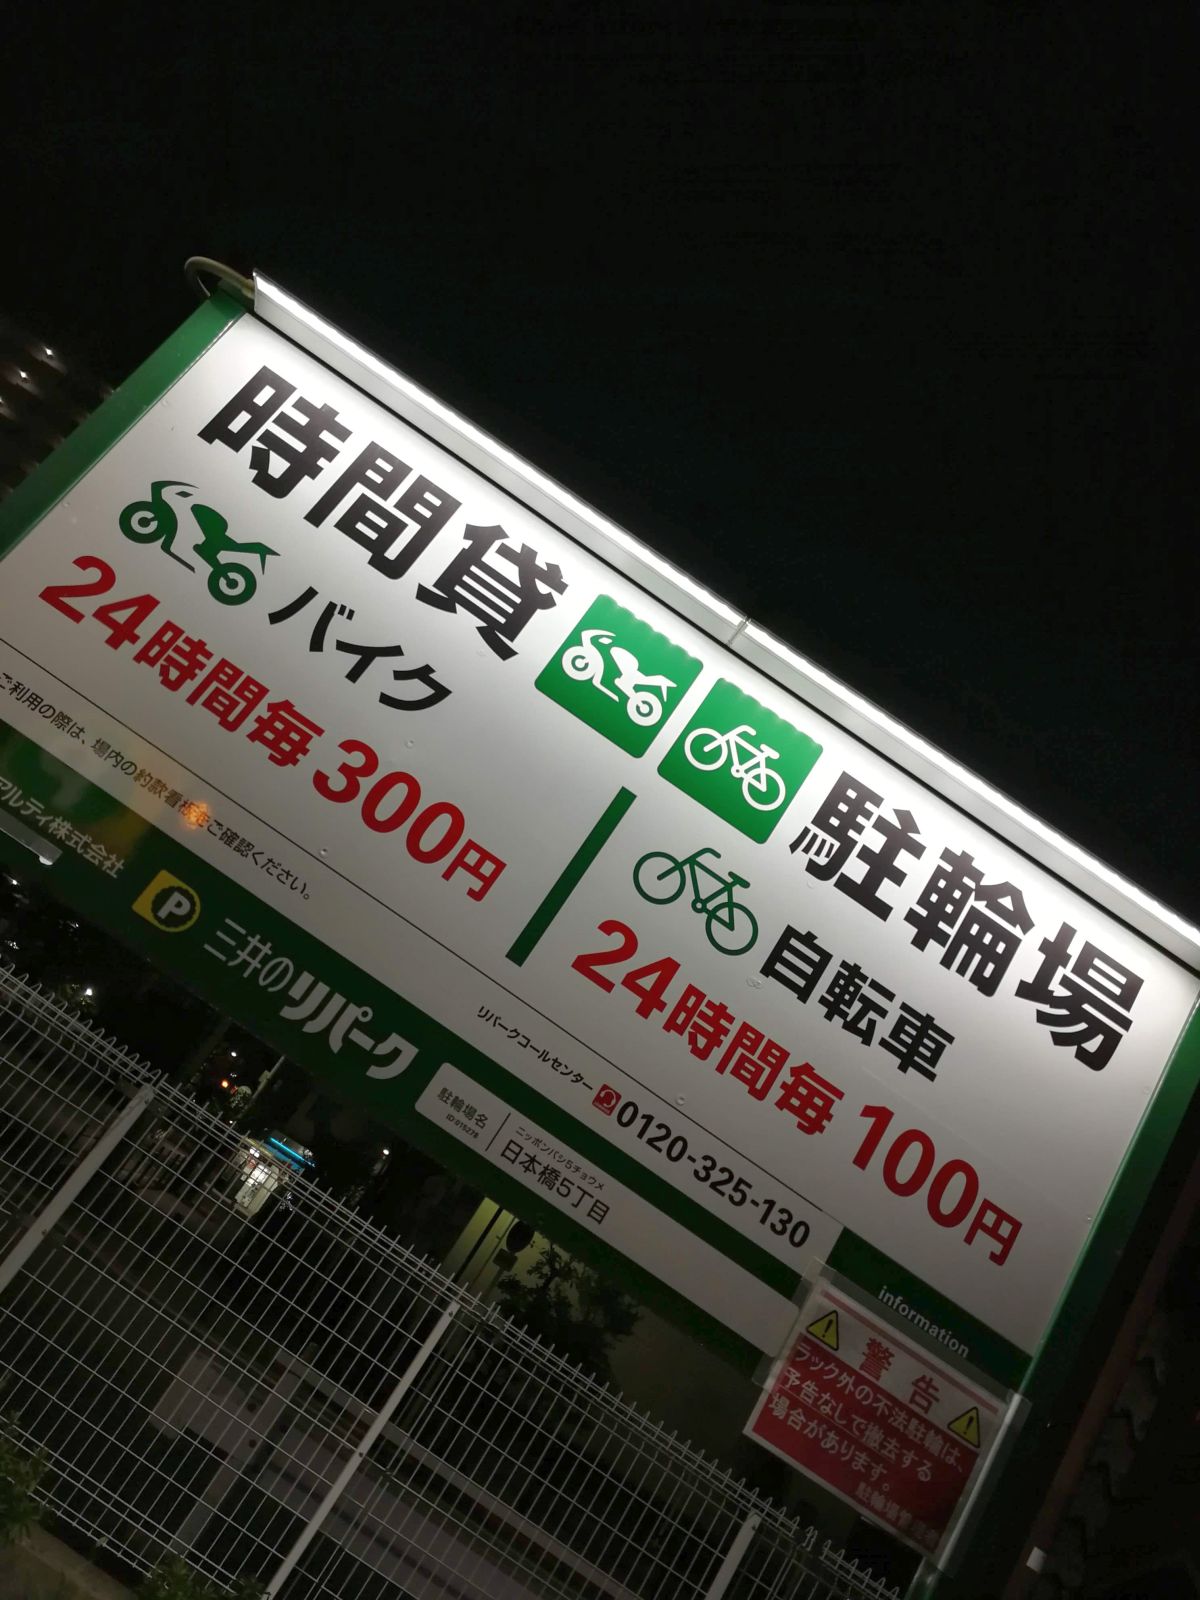 時間貸 駐輪場
バイク
24時間毎 300円
自転車
24時間毎 100円
ご利用の際は、場内の約款看板をご確認ください。
リパークコールセンター 0120-325-130
P 三井のリパーク
駐輪場名
ID:015278
ニッポンバシ5チョウメ
日本橋5丁目
information
警告
ラック外の不法駐輪は、
予告なしで撤去する
場合があります。